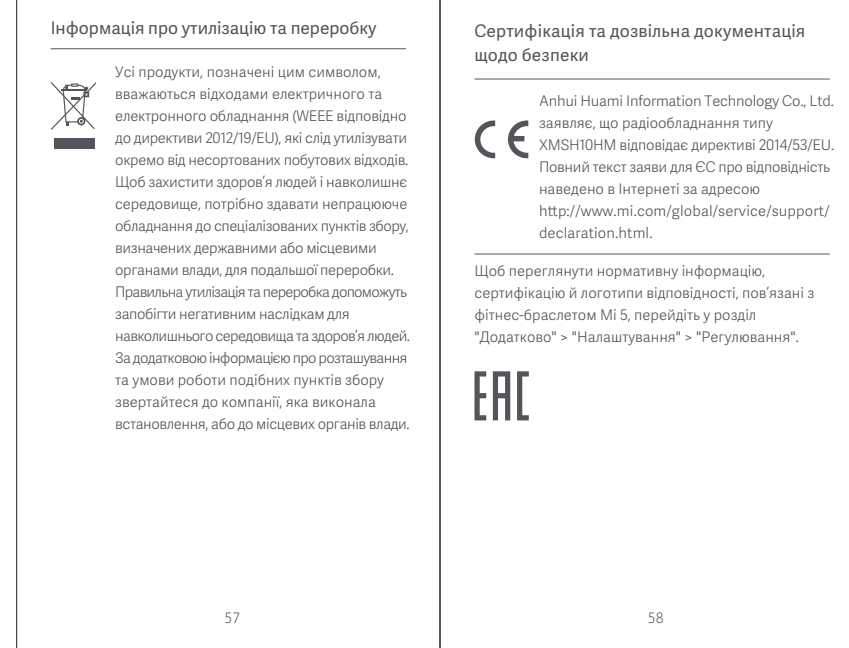 Інформація про утилізацію та переробку
Усі продукти, позначені цим символом,
вважаються відходами електричного та
електронного обладнання (WEEE відповідно
до директиви 2012/19/EU), які слід утилізувати
окремо від несортованих побутових відходів.
Щоб захистити здоров'я людей і навколишнє
середовище, потрібно здавати непрацююче
обладнання до спеціалізованих пунктів збору,
визначених державними або місцевими
органами влади, для подальшої переробки.
Правильна утилізація та переробка допоможуть
запобігти негативним наслідкам для
навколишнього середовища та здоров'я людей.
За додатковою інформацією про розташування
та умови роботи подібних пунктів збору
звертайтеся до компанії, яка виконала
встановлення, або до місцевих органів влади.
57
Сертифікація та дозвільна документація
щодо безпеки
CE
Anhui Huami Information Technology Co., Ltd.
заявляє, що радіообладнання типу
XMSH10HM відповідає директиві 2014/53/EU.
Повний текст заяви для ЄС про відповідність
наведено в Інтернеті за адресою
http://www.mi.com/global/service/support/
declaration.html.
Щоб переглянути нормативну інформацію,
сертифікацію й логотипи відповідності, пов'язані з
фітнес-браслетом Mi 5, перейдіть у розділ
"Додатково" > "Налаштування" > "Регулювання".
EAC
58